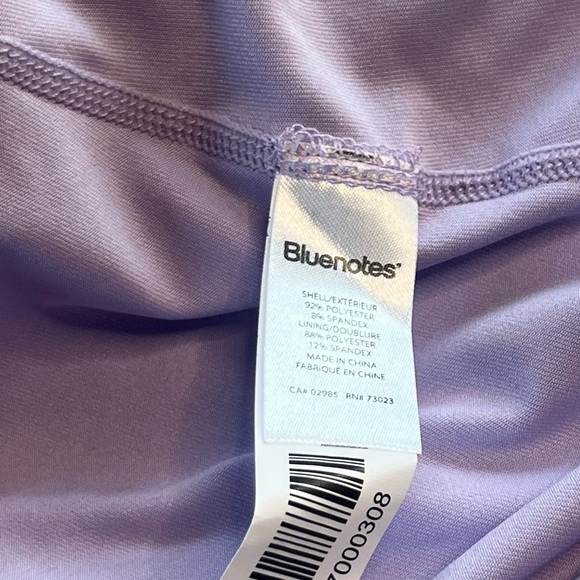 Bluenotes
SHELL/EXTÉRIEUR
92% POLYESTER
8% SPANDEX
LINING/DOUBLURE
88% POLYESTER
12% SPANDEX
MADE IN CHINA
FABRIQUÉ EN CHINE
CA# 02985 RN# 73023
7000308